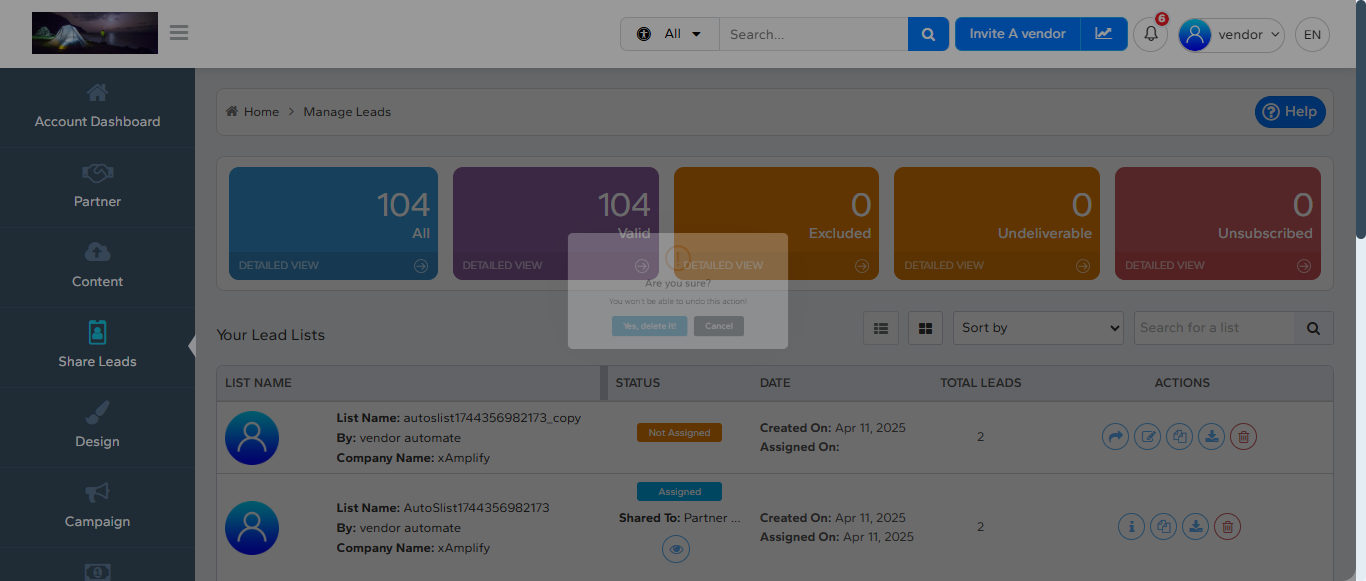 All
Search...
Invite A vendor
6
vendor
EN
Account Dashboard
Partner
Content
Share Leads
Design
Campaign
Home > Manage Leads
Help
104
All
DETAILED VIEW
104
Valid
DETAILED VIEW
0
Excluded
DETAILED VIEW
0
Undeliverable
DETAILED VIEW
0
Unsubscribed
DETAILED VIEW
Are you sure?
You won't be able to undo this action!
Yes, delete it!
Cancel
Your Lead Lists
Sort by
Search for a list
LIST NAME STATUS DATE TOTAL LEADS ACTIONS
List Name: autoslist1744356982173_copy
By: vendor automate
Company Name: xAmplify
Not Assigned
Created On: Apr 11, 2025
Assigned On:
2
List Name: AutoSlist1744356982173
By: vendor automate
Company Name: xAmplify
Assigned
Shared To: Partner ...
Created On: Apr 11, 2025
Assigned On: Apr 11, 2025
2